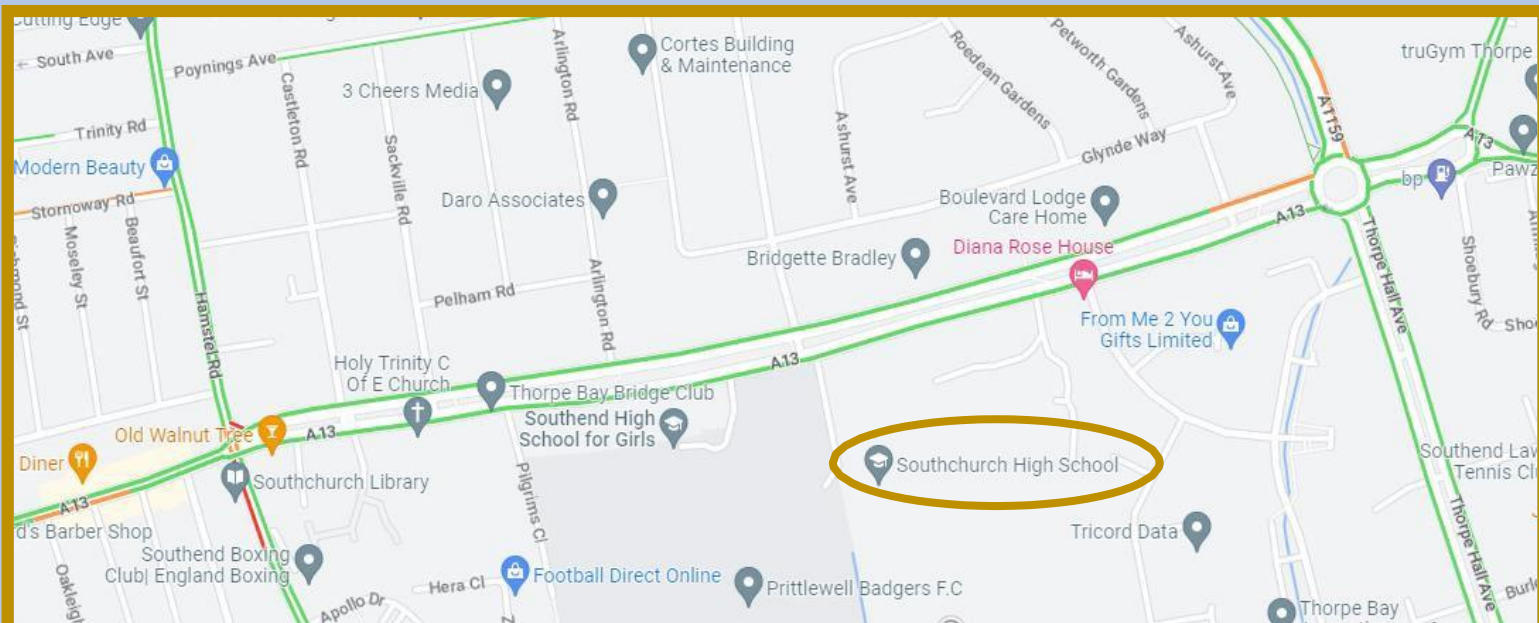 Cutting Edge
South Ave
Poynings Ave
Castleton Rd
3 Cheers Media
Arlington Rd
Cortes Building
& Maintenance
Roedean Gardens
Petworth Gardens
Ashurst Ave
A1159
truGym Thorpe
Trinity Rd
Modern Beauty
Stornoway Rd
Moseley St
Beaufort St
Sackville Rd
Daro Associates
Ashurst Ave
Glynde Way
Boulevard Lodge
Care Home
A13
bp
A13
Hamstel Rd
Pelham Rd
Arlington Rd
Bridgette Bradley
Diana Rose House
Thorpe Hall Ave
Shoebury Rd
From Me 2 You
Gifts Limited
Holy Trinity C
Of E Church
A13
Thorpe Bay Bridge Club
Southend High
School for Girls
Old Walnut Tree
A13
Diner
Southchurch Library
Pilgrims Cl
Southchurch High School
Tennis
A13
d's Barber Shop
Southend Boxing
Club| England Boxing
Tricord Data
Thorpe Hall Ave
Football Direct Online
Hera Cl
Apollo Dr
Prittlewell Badgers F.C
Thorpe Bay